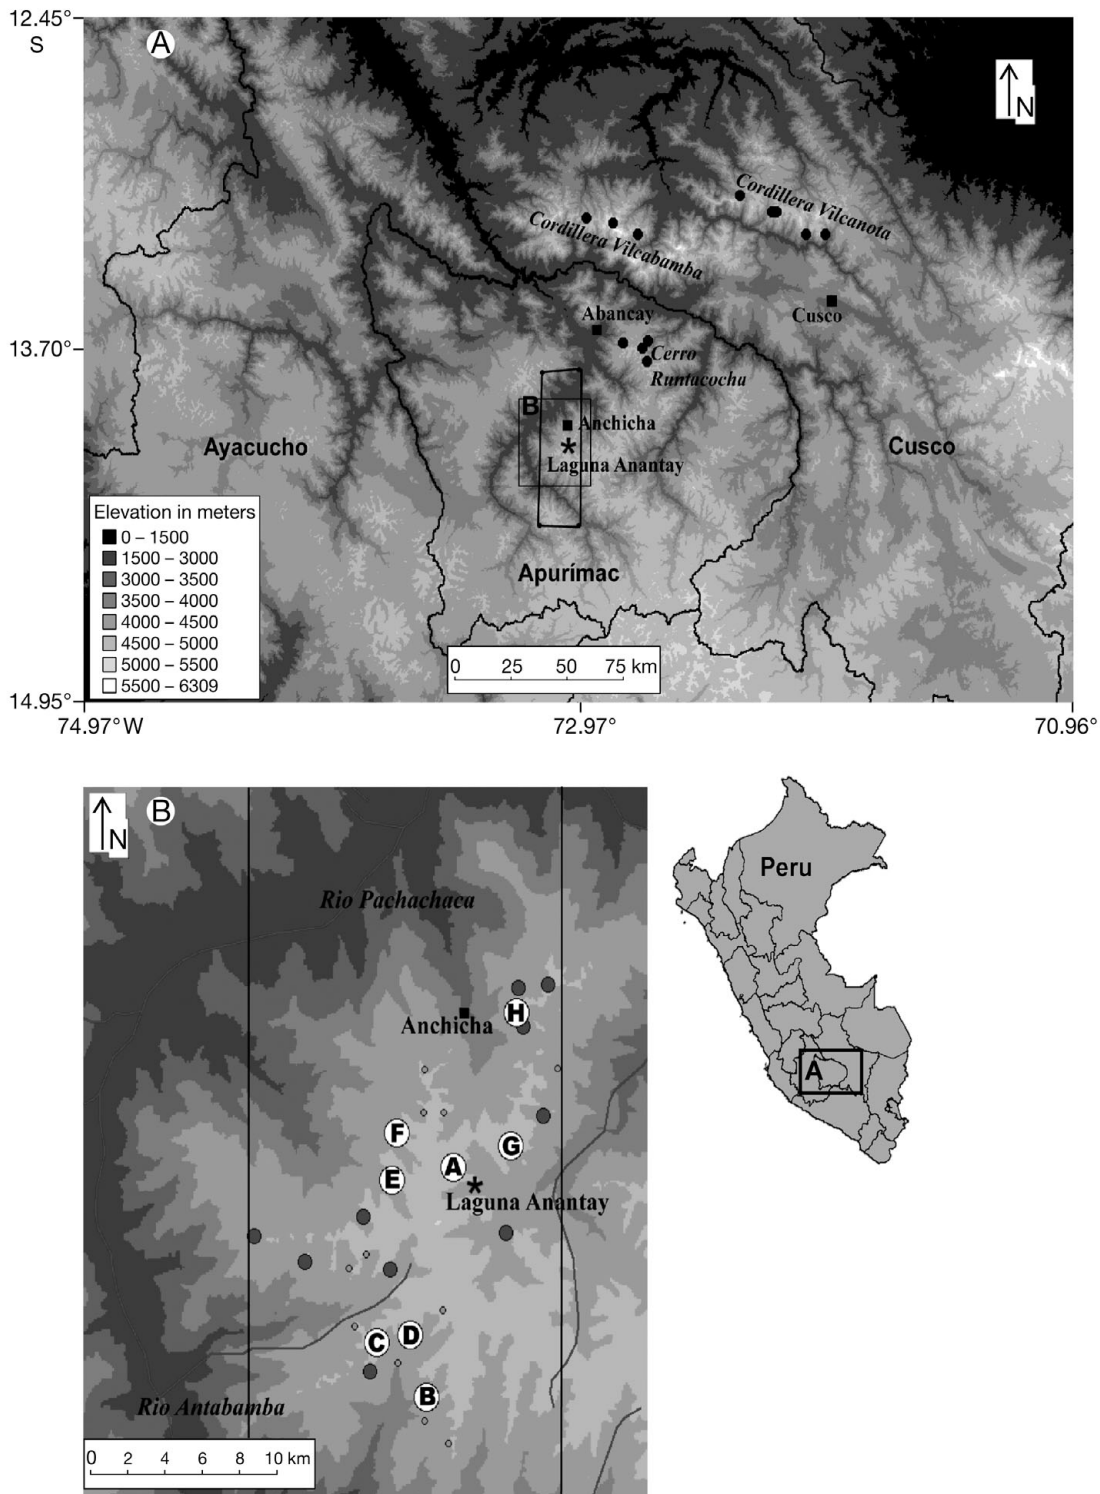 12.45°
S
A
N
Cordillera Vilcanota
Cordillera Vilcabamba
Abancay
Cusco
13.70°
Cerro
Runtacocha
B
Anchicha
*
Laguna Anantay
Ayacucho
Cusco
Elevation in meters
0 – 1500
1500 – 3000
3000 – 3500
3500 – 4000
4000 – 4500
4500 – 5000
5000 – 5500
5500 – 6309
Apurímac
0 25 50 75 km
14.95°
74.97°W 72.97° 70.96°
N
B
Rio Pachachaca
H
Anchicha
F
G
A
E
*
Laguna Anantay
C
D
B
Rio Antabamba
0 2 4 6 8 10 km
Peru
A